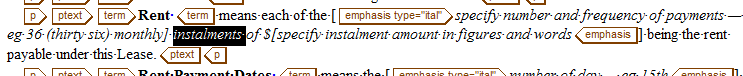 p ptext term Rent term means each of the [ emphasis type="ital" specify number and frequency of payments —
eg 36 (thirty six) monthly] instalments of $[specify instalment amount in figures and words emphasis ] being the rent
payable under this Lease. ptext p
p ptext term Rent Payment Dates term means the [ emphasis type="ital" number of day eg 15th emphasis